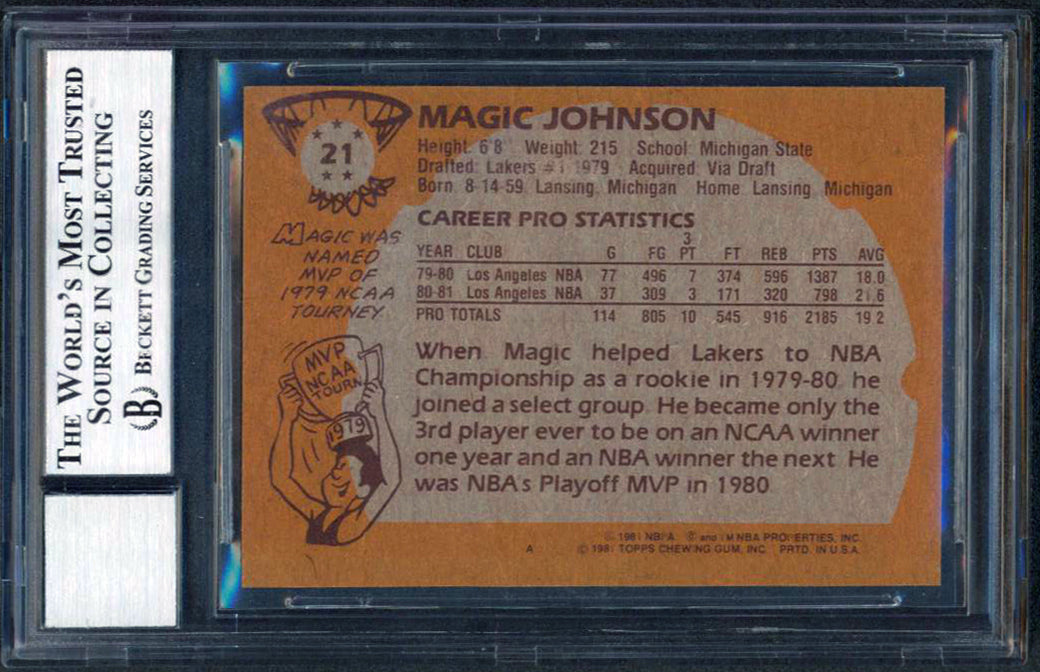 THE WORLD'S MOST TRUSTED
SOURCE IN COLLECTING
B BECKETT GRADING SERVICES
21
MAGIC JOHNSON
Height 6 8 Weight 215 School Michigan State
Drafted Lakers #1 1979 Acquired Via Draft
Born 8-14-59 Lansing Michigan Home Lansing Michigan
CAREER PRO STATISTICS
YEAR CLUB G FG 3 PT FT REB PTS AVG
79-80 Los Angeles NBA 77 496 7 374 596 1387 18.0
80-81 Los Angeles NBA 37 309 3 171 320 798 21.6
PRO TOTALS 114 805 10 545 916 2185 19 2
MAGIC WAS
NAMED
MVP OF
1979 NCAA
TOURNEY
MVP
NCAA
TOURN
1979
When Magic helped Lakers to NBA
Championship as a rookie in 1979-80 he
joined a select group He became only the
3rd player ever to be on an NCAA winner
one year and an NBA winner the next He
was NBA's Playoff MVP in 1980
© 1981 NBPA ® and TM NBA PROPERTIES, INC.
A © 1981 TOPPS CHEWING GUM, INC. PRTD. IN U.S.A.